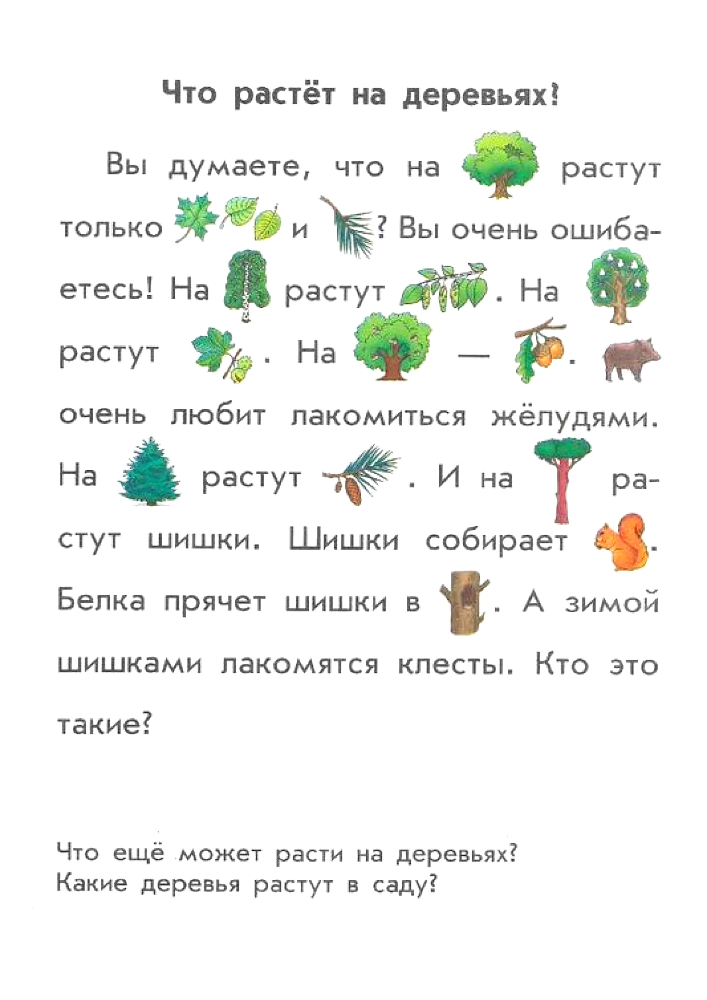 Что растёт на деревьях?
Вы думаете, что на растут
только и ? Вы очень ошиба-
етесь! На растут . На
растут . На — .
очень любит лакомиться жёлудями.
На растут . И на ра-
стут шишки. Шишки собирает .
Белка прячет шишки в . А зимой
шишками лакомятся клесты. Кто это
такие?
Что ещё может расти на деревьях?
Какие деревья растут в саду?